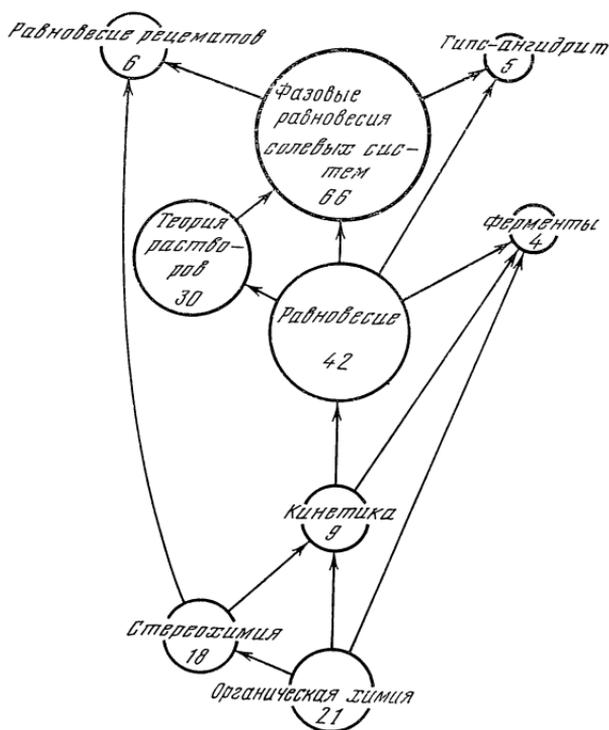 Равновесие рецематов
6
Гипс-ангидрит
5
Фазовые
равновесия
солевых сис-
тем
66
Ферменты
4
Теория
раство-
ров
30
Равновесие
42
Кинетика
9
Стереохимия
18
Органическая химия
21